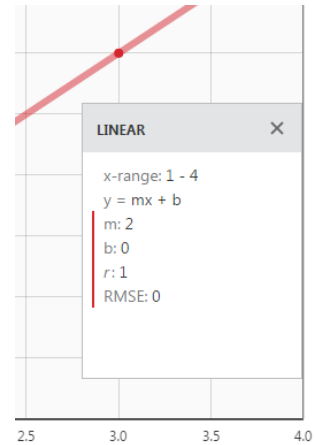 LINEAR ×
x-range: 1 - 4
y = mx + b
m: 2
b: 0
r: 1
RMSE: 0
2.5 3.0 3.5 4.0